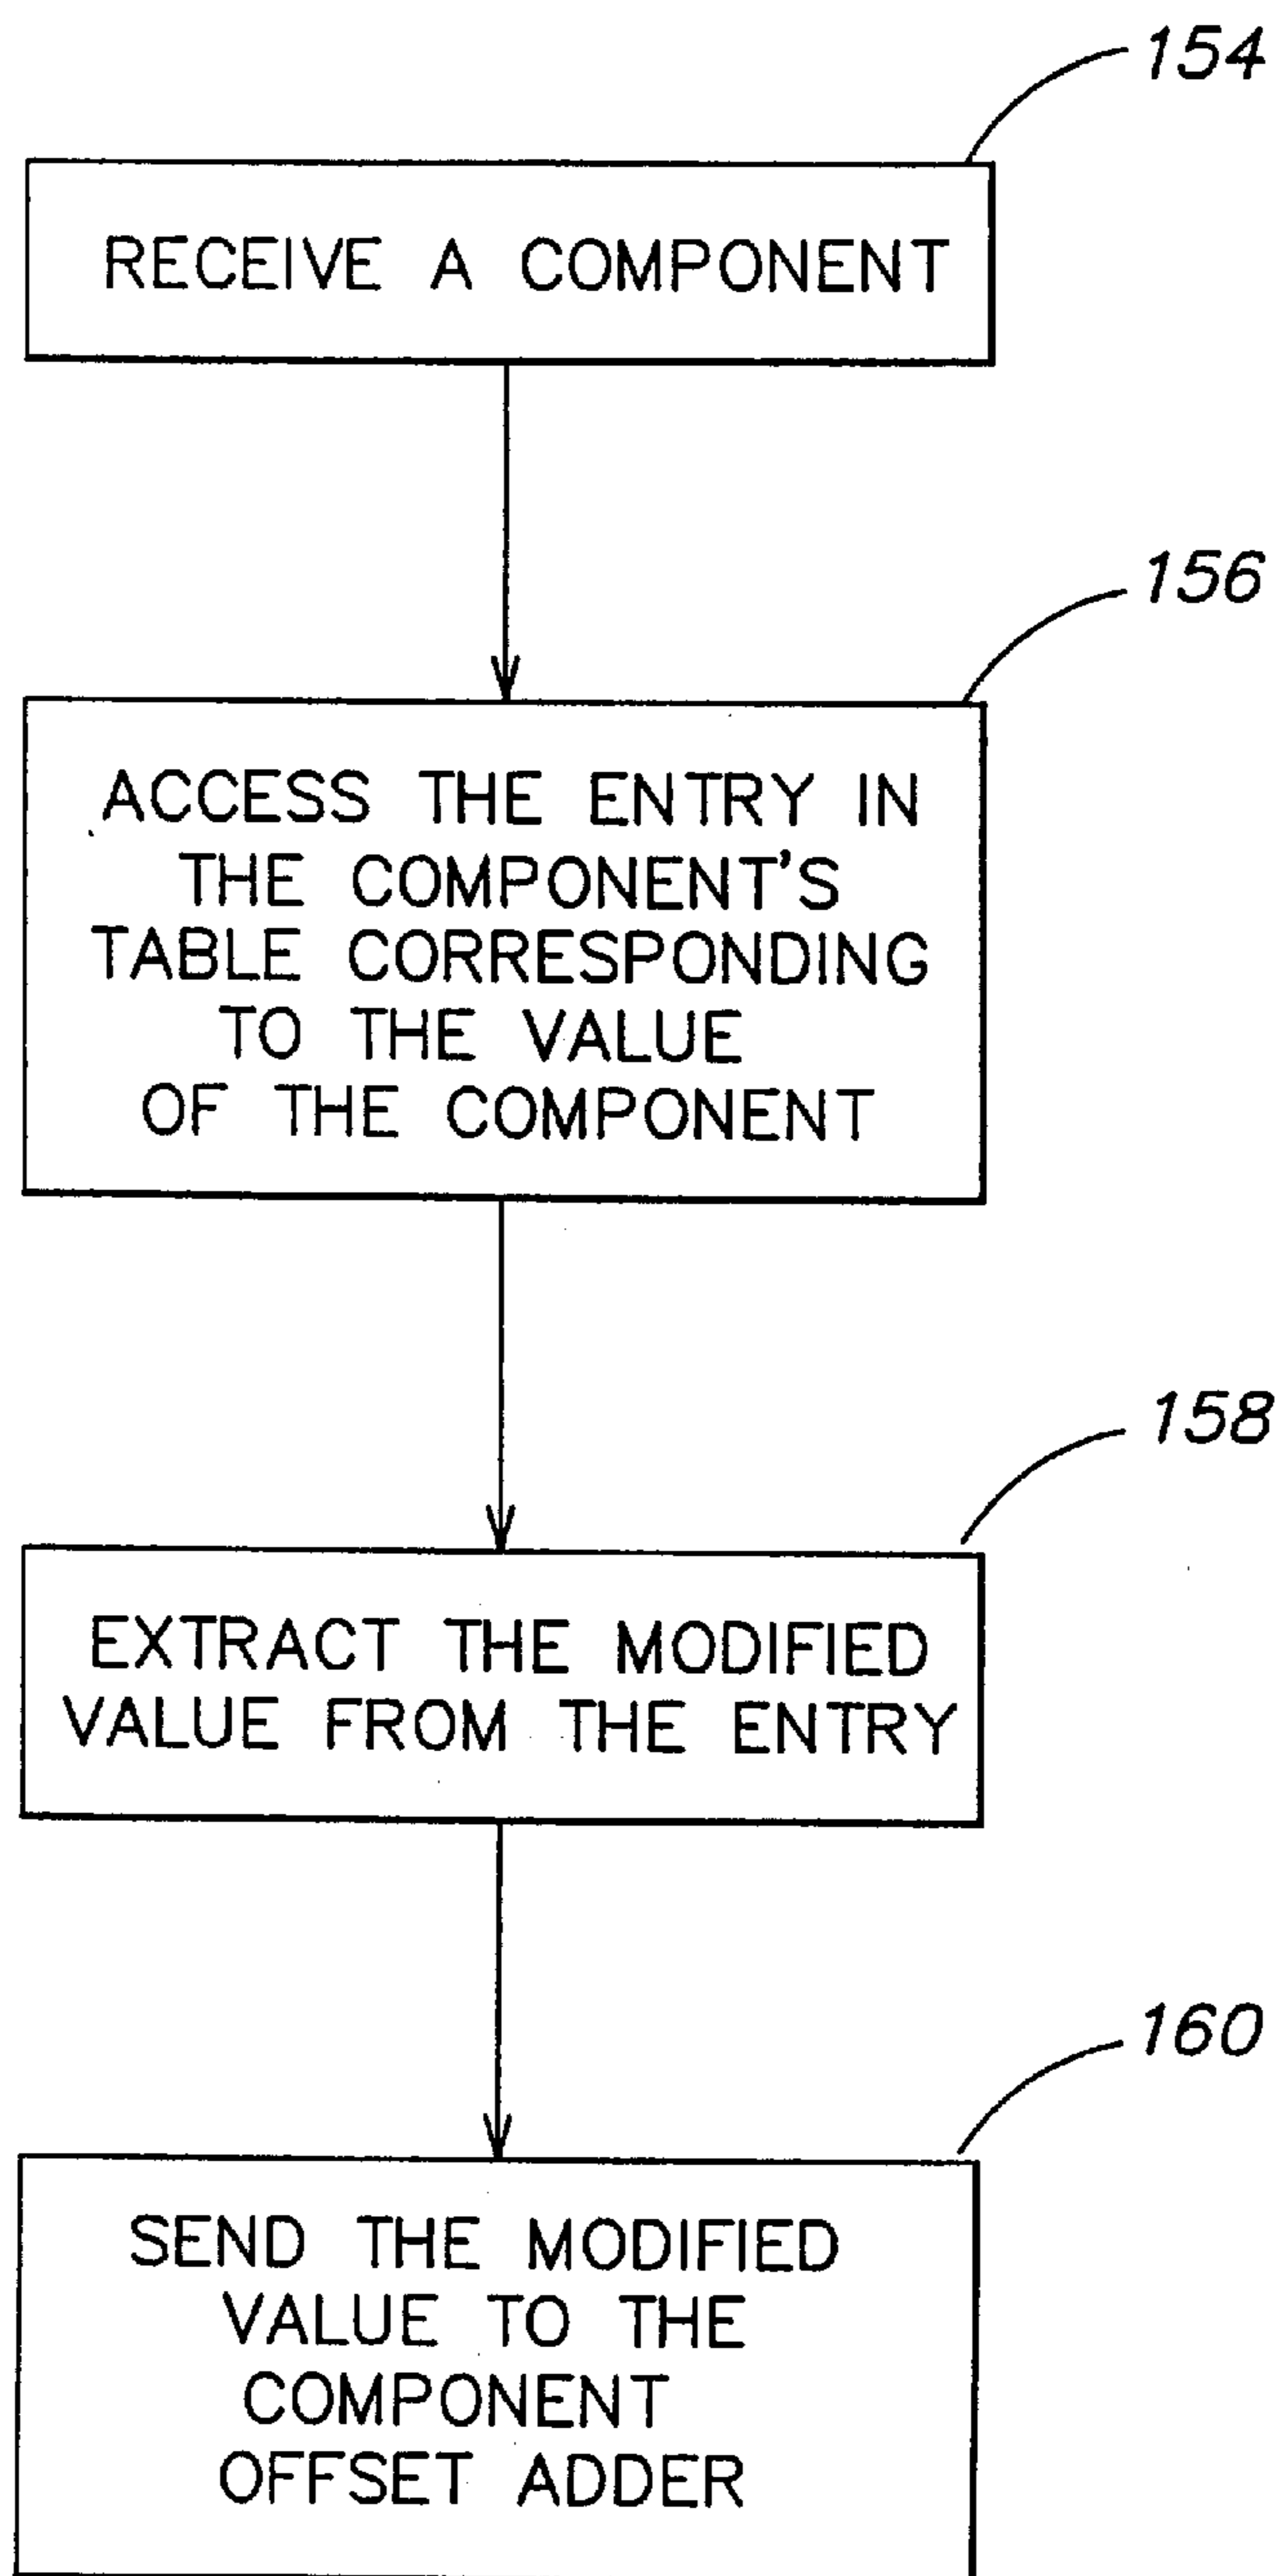 154
RECEIVE A COMPONENT
156
ACCESS THE ENTRY IN
THE COMPONENT'S
TABLE CORRESPONDING
TO THE VALUE
OF THE COMPONENT
158
EXTRACT THE MODIFIED
VALUE FROM THE ENTRY
160
SEND THE MODIFIED
VALUE TO THE
COMPONENT
OFFSET ADDER